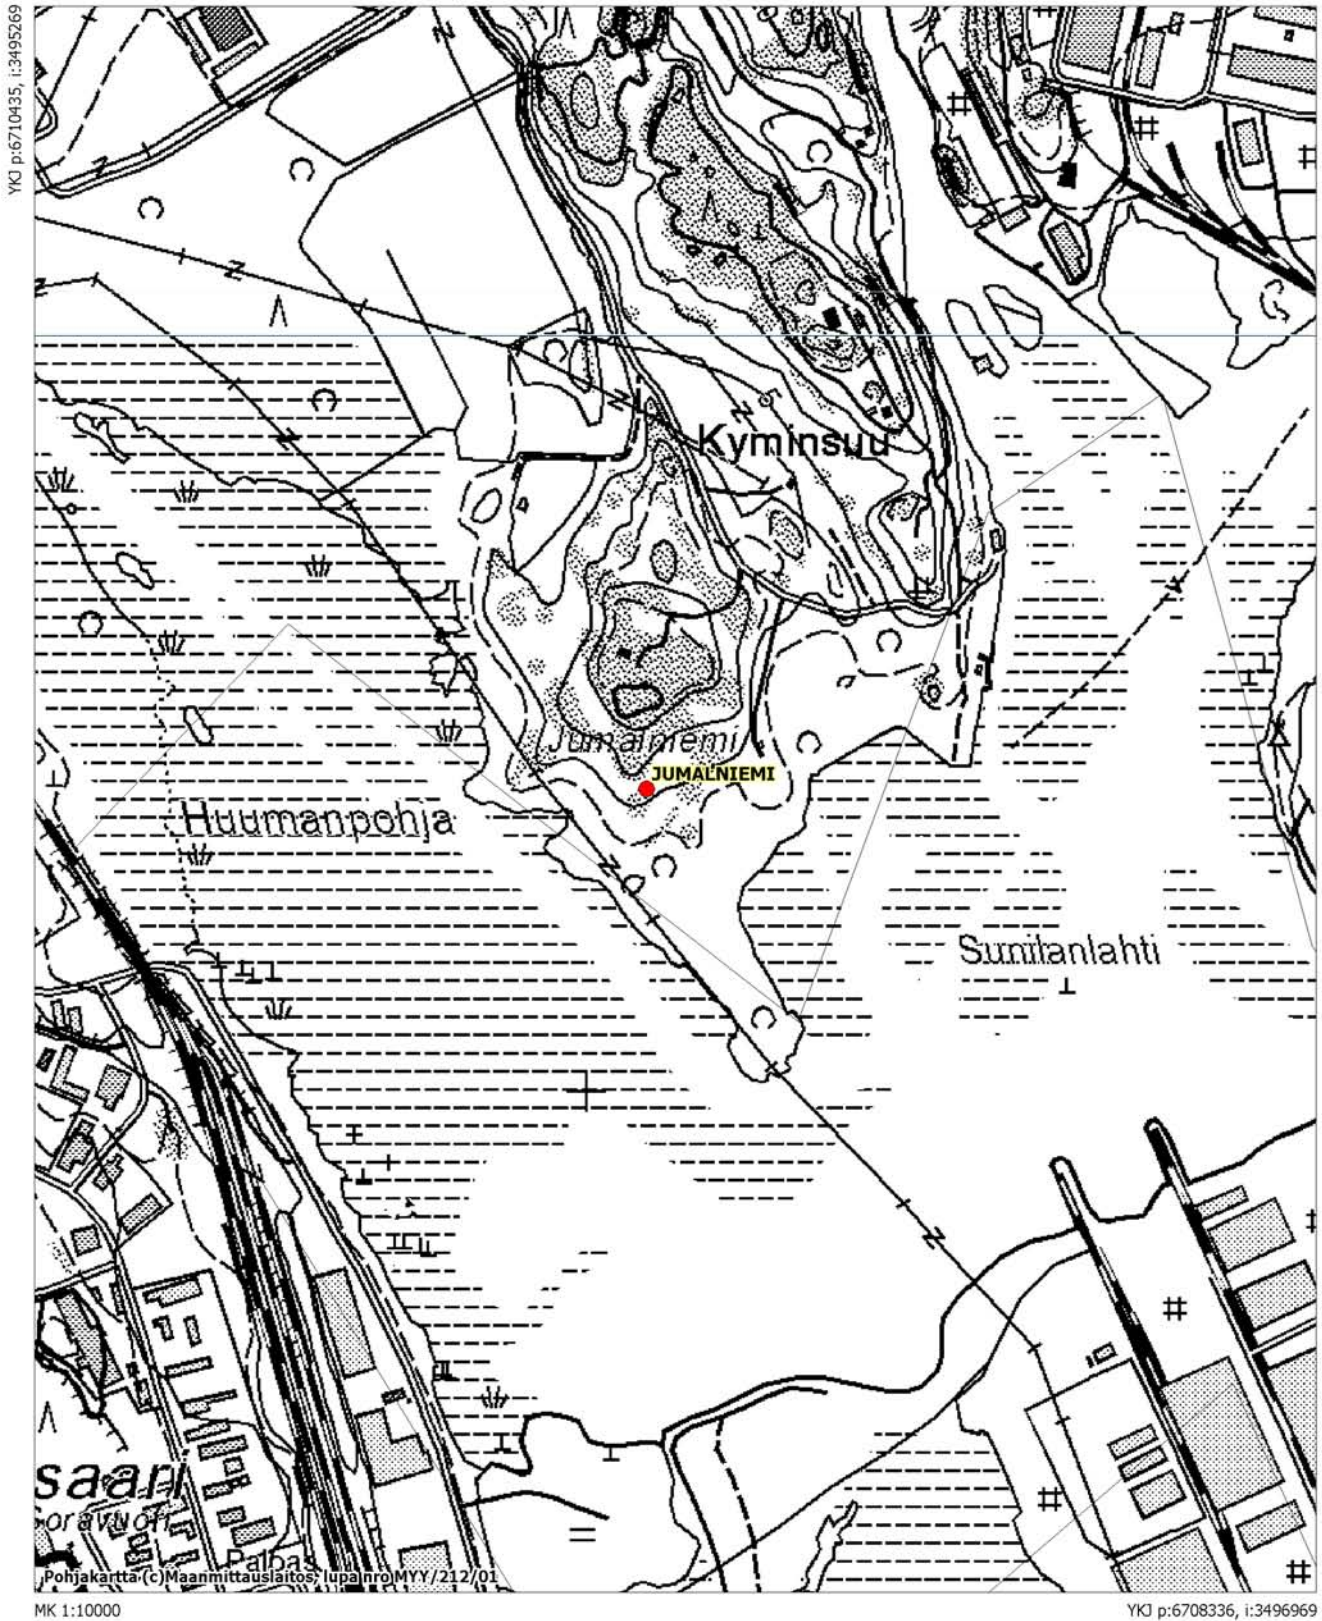 YKJ p:6710435, i:3495269
Kyminsuu
Jumalniemi
JUMALNIEMI
Huumanpohja
Sunilanlahti
saari
Palpas
Pohjakartta (c)Maanmittauslaitos, lupa nro MYY/212/01
MK 1:10000
YKJ p:6708336, i:3496969